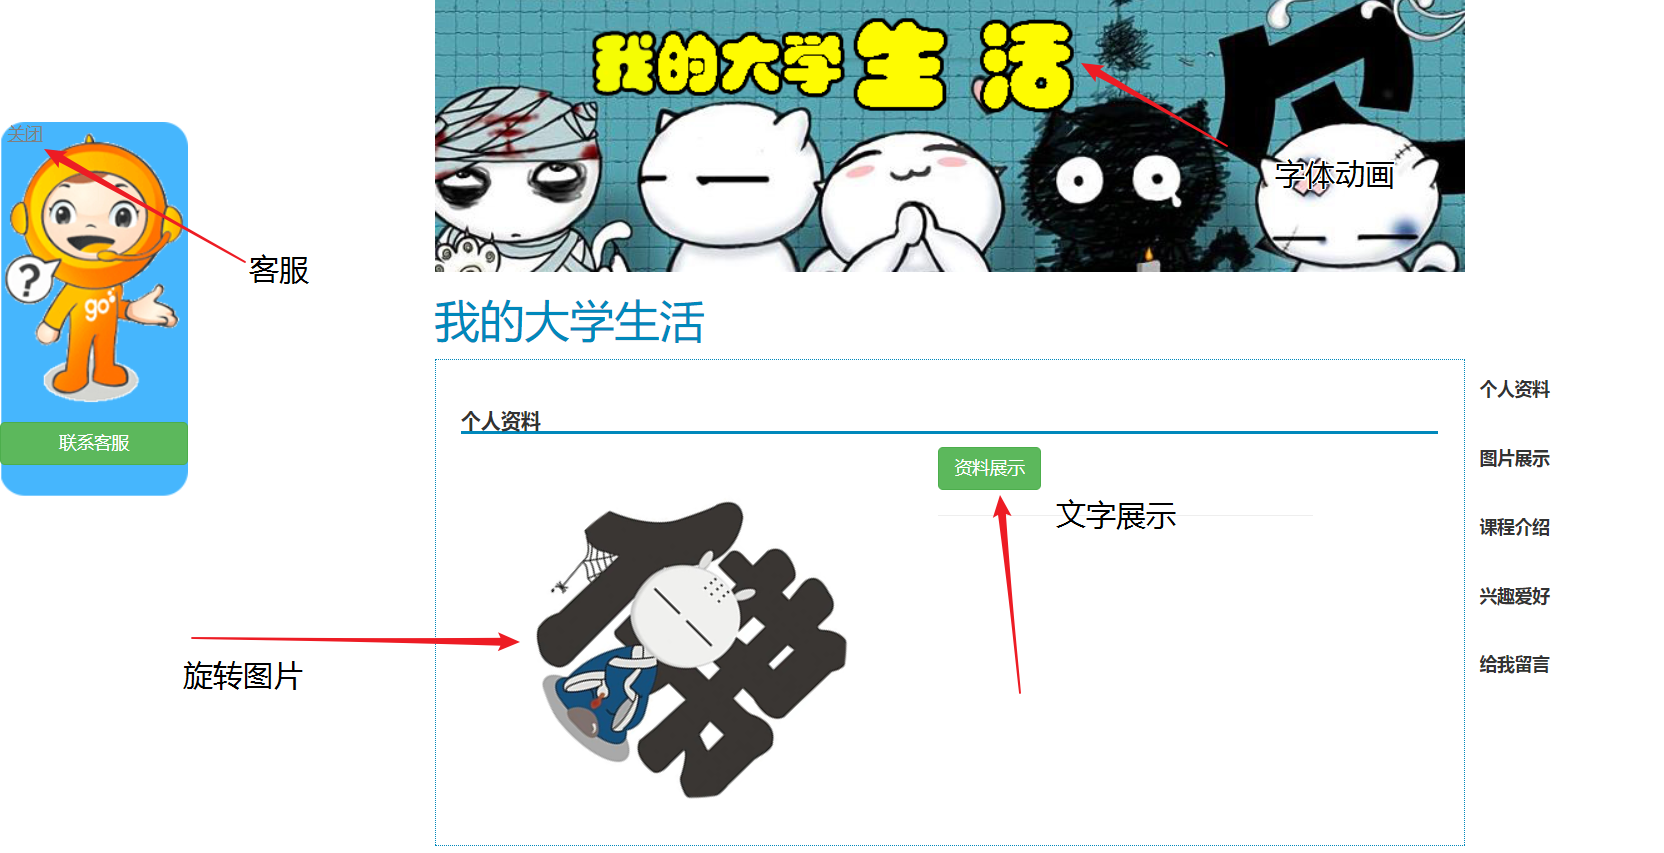 我的大学生 活
字体动画
关闭
客服
?
go
联系客服
我的大学生活
个人资料
资料展示
文字展示
旋转图片
个人资料
图片展示
课程介绍
兴趣爱好
给我留言